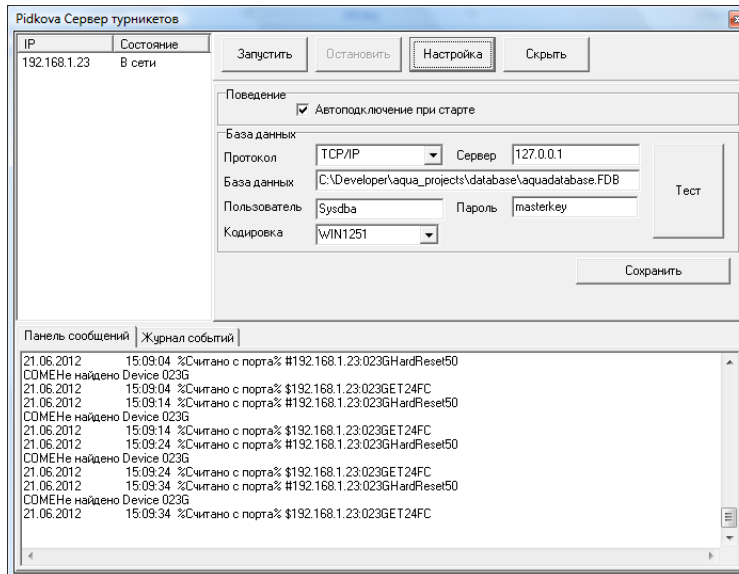 Pidkova Сервер турникетов
IP Состояние
192.168.1.23 В сети
Запустить Остановить Настройка Скрыть
Поведение
Автоподключение при старте
База данных
Протокол TCP/IP Сервер 127.0.0.1
База данных C:\Developer\aqua_projects\database\aquadatabase.FDB
Тест
Пользователь Sysdba Пароль masterkey
Кодировка WIN1251
Сохранить
Панель сообщений Журнал событий
21.06.2012 15:09:04 %Считано с порта% #192.168.1.23:023GHardReset50
COMEНе найдено Device 023G
21.06.2012 15:09:04 %Считано с порта% $192.168.1.23:023GET24FC
21.06.2012 15:09:14 %Считано с порта% #192.168.1.23:023GHardReset50
COMEНе найдено Device 023G
21.06.2012 15:09:14 %Считано с порта% $192.168.1.23:023GET24FC
21.06.2012 15:09:24 %Считано с порта% #192.168.1.23:023GHardReset50
COMEНе найдено Device 023G
21.06.2012 15:09:24 %Считано с порта% $192.168.1.23:023GET24FC
21.06.2012 15:09:34 %Считано с порта% #192.168.1.23:023GHardReset50
COMEНе найдено Device 023G
21.06.2012 15:09:34 %Считано с порта% $192.168.1.23:023GET24FC